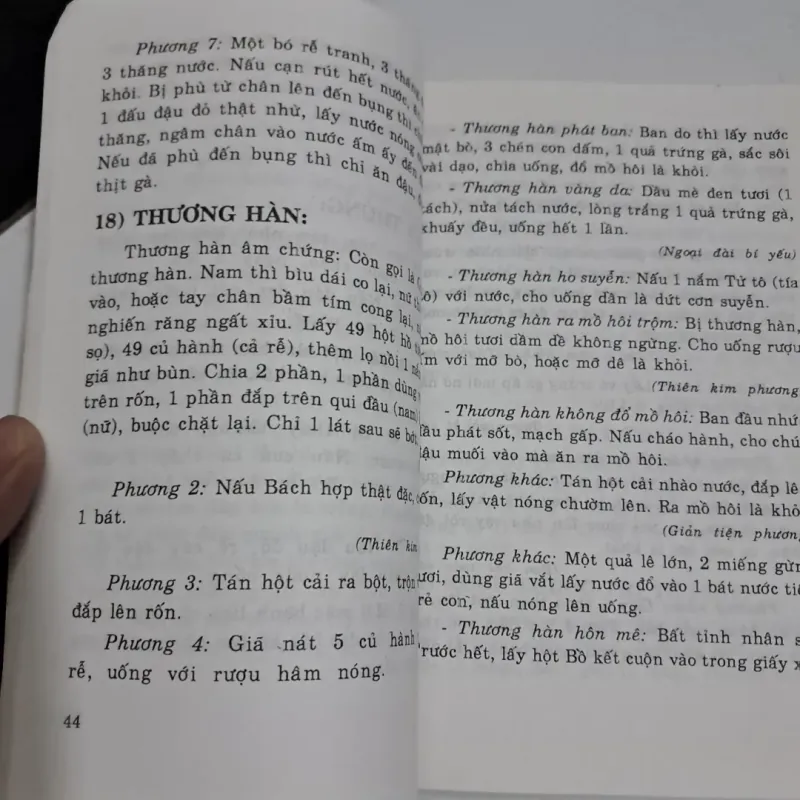 Phương 7: Một bó rễ tranh, 3 thăng
3 thăng nước. Nấu cạn rút hết nước,
khỏi. Bị phù từ chân lên đến bụng thì
1 đấu đậu đỏ thật nhừ, lấy nước nóng
thăng, ngâm chân vào nước ấm ấy đến
Nếu đã phù đến bụng thì chỉ ăn đậu,
thịt gà.
18) THƯƠNG HÀN:
Thương hàn âm chứng: Còn gọi là
thương hàn. Nam thì bìu dái co lại, nữ
vào, hoặc tay chân bầm tím cong lại,
nghiến răng ngất xỉu. Lấy 49 hột hồ
sọ), 49 củ hành (cả rễ), thêm lọ nồi 1
giã như bùn. Chia 2 phần, 1 phần dùng
trên rốn, 1 phần đắp trên qui đầu (nam)
(nữ), buộc chặt lại. Chỉ 1 lát sau sẽ bớt.
Phương 2: Nấu Bách hợp thật đặc,
1 bát.
(Thiên kim
Phương 3: Tán hột cải ra bột, trộn
đắp lên rốn.
Phương 4: Giã nát 5 củ hành
rễ, uống với rượu hâm nóng.
44
- Thương hàn phát ban: Ban do thì lấy nước
mật bò, 3 chén con dấm, 1 quả trứng gà, sắc sôi
vài dạo, chia uống, đổ mồ hôi là khỏi.
- Thương hàn vàng da: Dầu mè đen tươi (1
tách), nửa tách nước, lòng trắng 1 quả trứng gà,
khuấy đều, uống hết 1 lần.
(Ngoại đài bí yếu)
- Thương hàn ho suyễn: Nấu 1 nắm Tử tô (tía
tô) với nước, cho uống dần là dứt cơn suyễn.
- Thương hàn ra mồ hôi trộm: Bị thương hàn,
mồ hôi tươi dầm dề không ngừng. Cho uống rượu
với mỡ bò, hoặc mỡ dê là khỏi.
(Thiên kim phương
- Thương hàn không đổ mồ hôi: Ban đầu nhứ
đầu phát sốt, mạch gấp. Nấu cháo hành, cho chú
đậu muối vào mà ăn ra mồ hôi.
Phương khác: Tán hột cải nhào nước, đắp lê
rốn, lấy vật nóng chườm lên. Ra mồ hôi là khỏ
(Giản tiện phương
Phương khác: Một quả lê lớn, 2 miếng gừn
tươi, dùng giã vắt lấy nước đổ vào 1 bát nước tiể
trẻ con, nấu nóng lên uống.
- Thương hàn hôn mê: Bất tỉnh nhân s
Trước hết, lấy hột Bồ kết cuộn vào trong giấy x